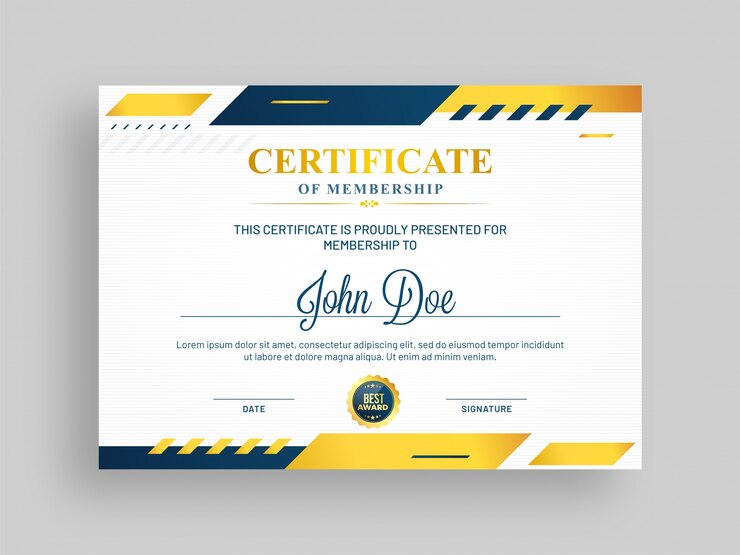 CERTIFICATE
OF MEMBERSHIP
THIS CERTIFICATE IS PROUDLY PRESENTED FOR
MEMBERSHIP TO
John Doe
Lorem ipsum dolor sit amet, consectetur adipiscing elit, sed do eiusmod tempor incididunt
ut labore et dolore magna aliqua. Ut enim ad minim veniam.
DATE
BEST
AWARD
SIGNATURE